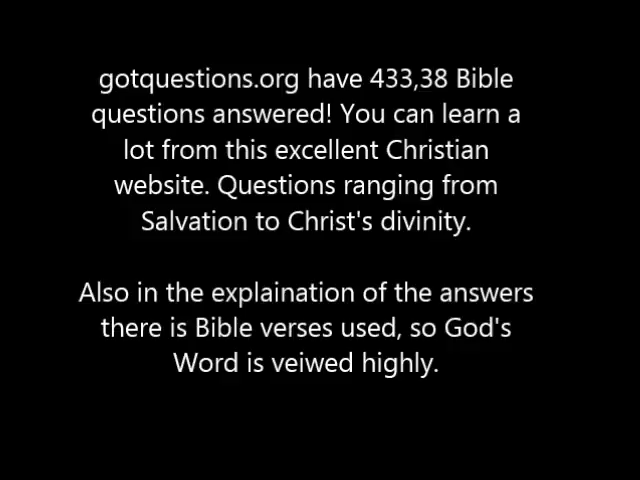 gotquestions.org have 433,38 Bible
questions answered! You can learn a
lot from this excellent Christian
website. Questions ranging from
Salvation to Christ's divinity.
Also in the explaination of the answers
there is Bible verses used, so God's
Word is veiwed highly.